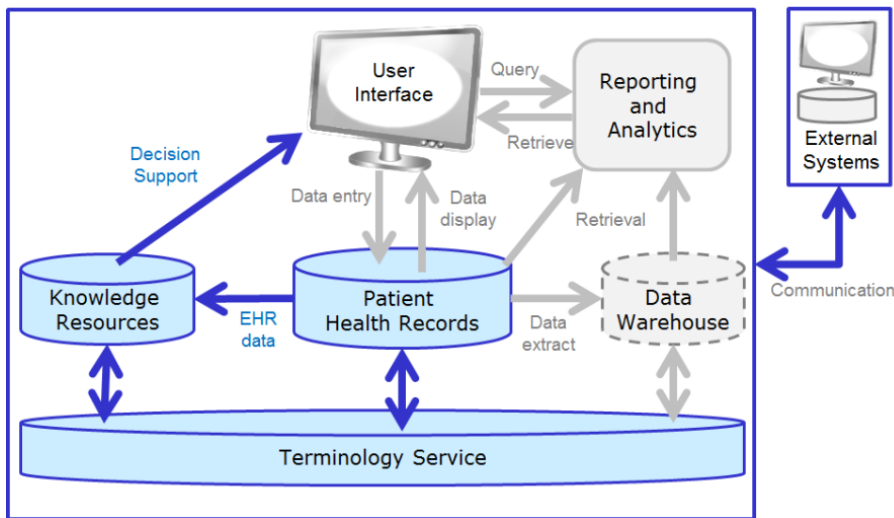 User
Interface
Query
Retrieve
Reporting
and
Analytics
External
Systems
Decision
Support
Data entry
Data
display
Retrieval
Knowledge
Resources
EHR
data
Patient
Health Records
Data
extract
Data
Warehouse
Communication
Terminology Service